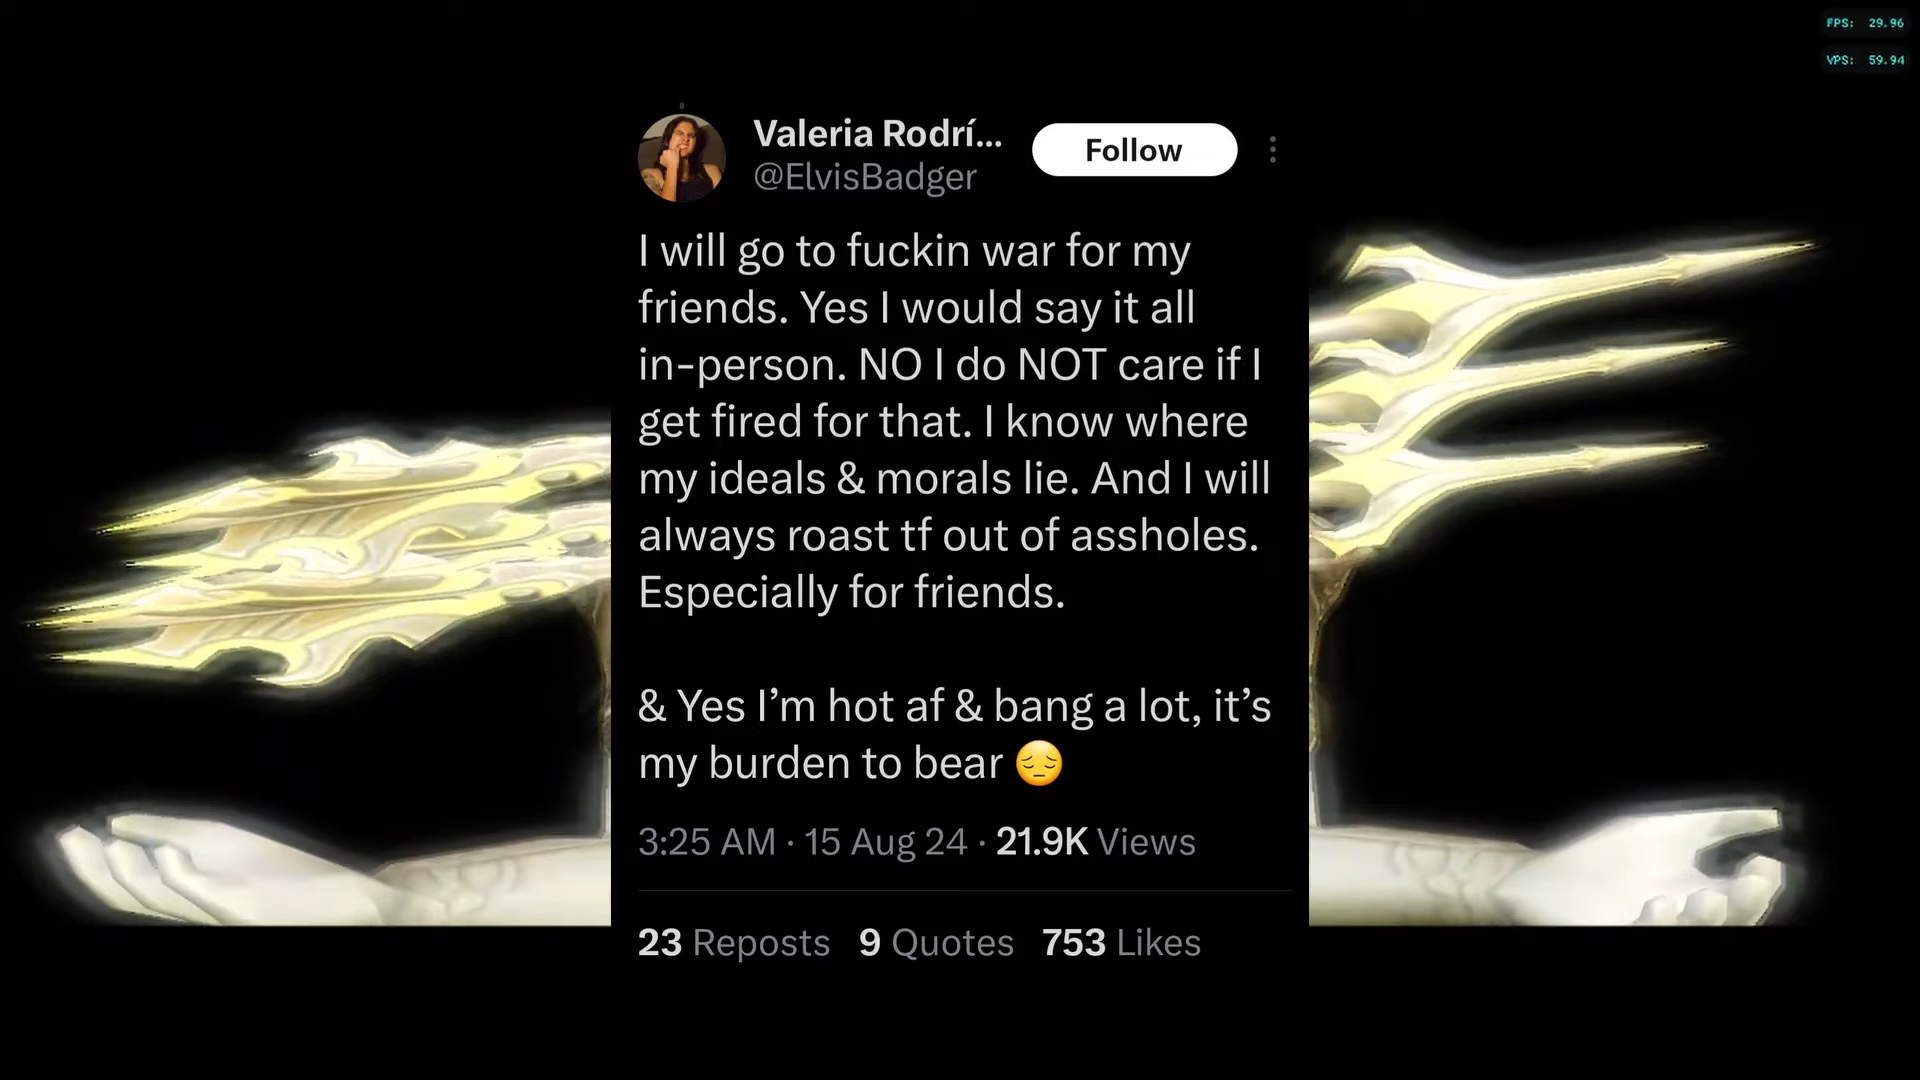 FPS: 29.96
VPS: 59.94
Valeria Rodrí...
@ElvisBadger
Follow
I will go to fuckin war for my
friends. Yes I would say it all
in-person. NO I do NOT care if I
get fired for that. I know where
my ideals & morals lie. And I will
always roast tf out of assholes.
Especially for friends.
& Yes I’m hot af & bang a lot, it’s
my burden to bear 😔
3:25 AM · 15 Aug 24 · 21.9K Views
23 Reposts 9 Quotes 753 Likes